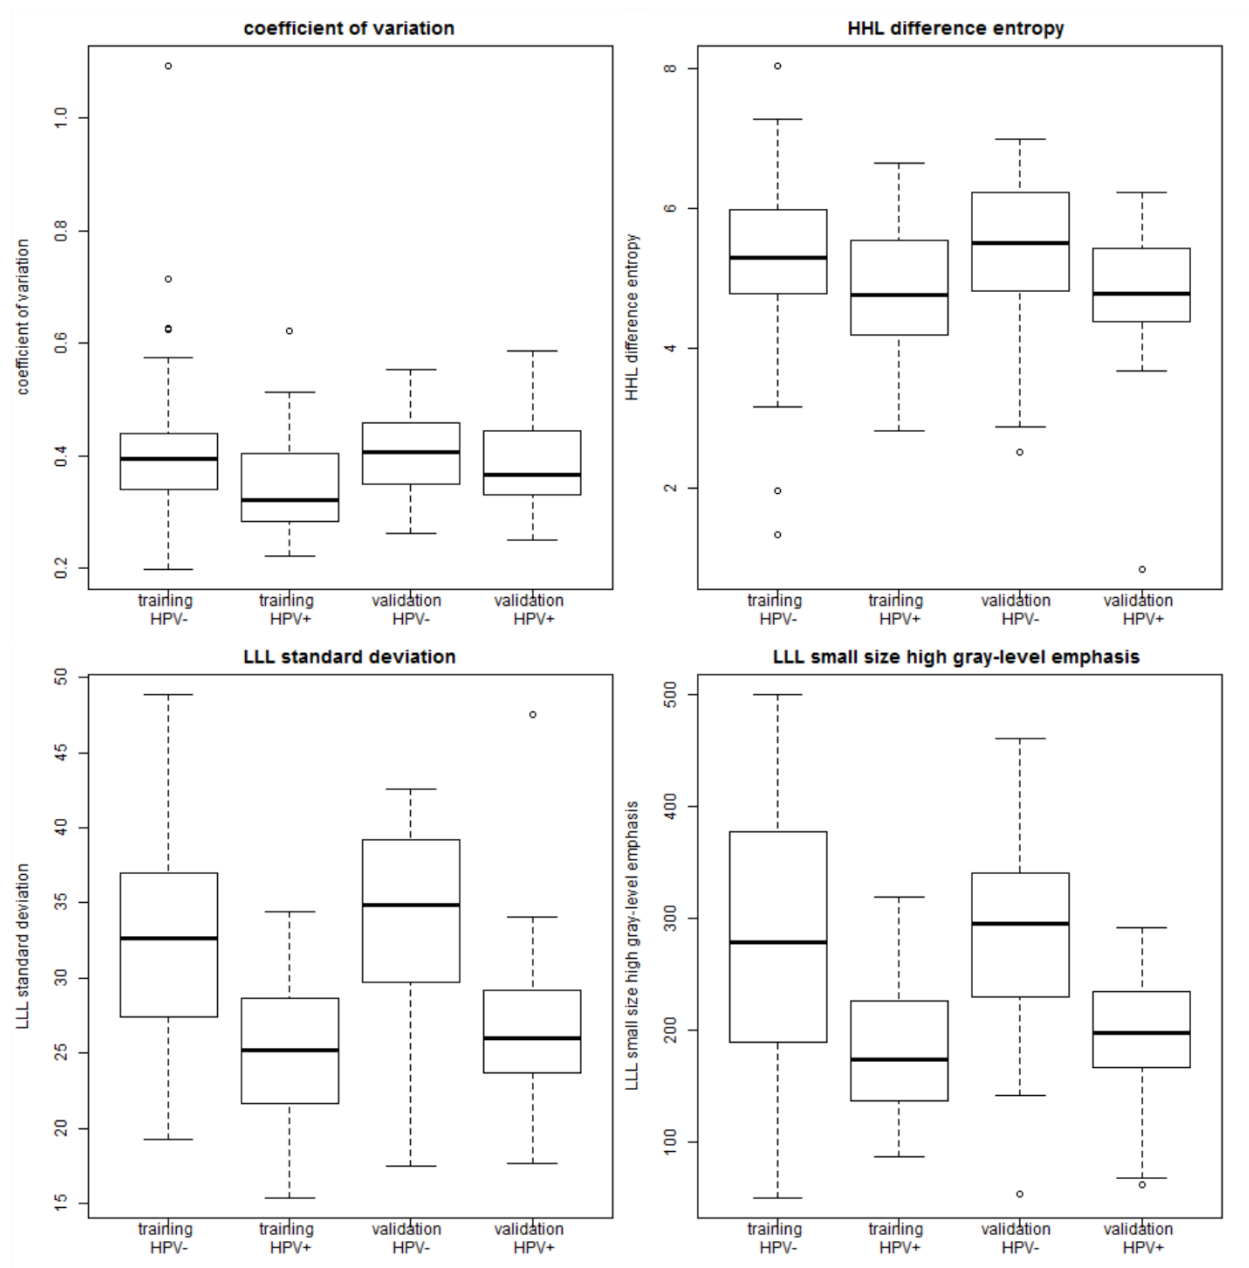 coefficient of variation
coefficient of variation
1.0
0.8
0.6
0.4
0.2
training
HPV-
training
HPV+
validation
HPV-
validation
HPV+
HHL difference entropy
HHL difference entropy
8
6
4
2
training
HPV-
training
HPV+
validation
HPV-
validation
HPV+
LLL standard deviation
LLL standard deviation
50
45
40
35
30
25
20
15
training
HPV-
training
HPV+
validation
HPV-
validation
HPV+
LLL small size high gray-level emphasis
LLL small size high gray-level emphasis
500
400
300
200
100
training
HPV-
training
HPV+
validation
HPV-
validation
HPV+